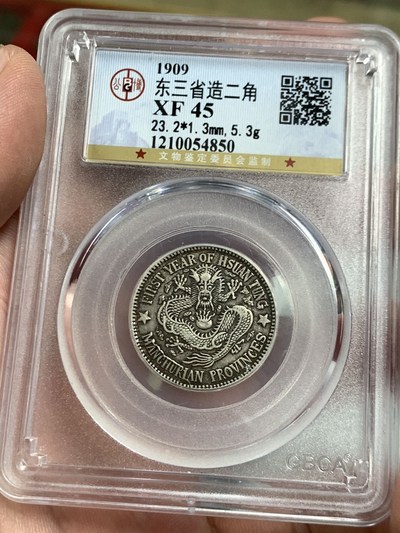 1909
东三省造二角
XF 45
23.2*1.3mm,5.3g
1210054850
★ 文物鉴定委员会监制 ★
FIRST YEAR OF HSUAN TUNG
MANCHURIAN PROVINCES
GBCA